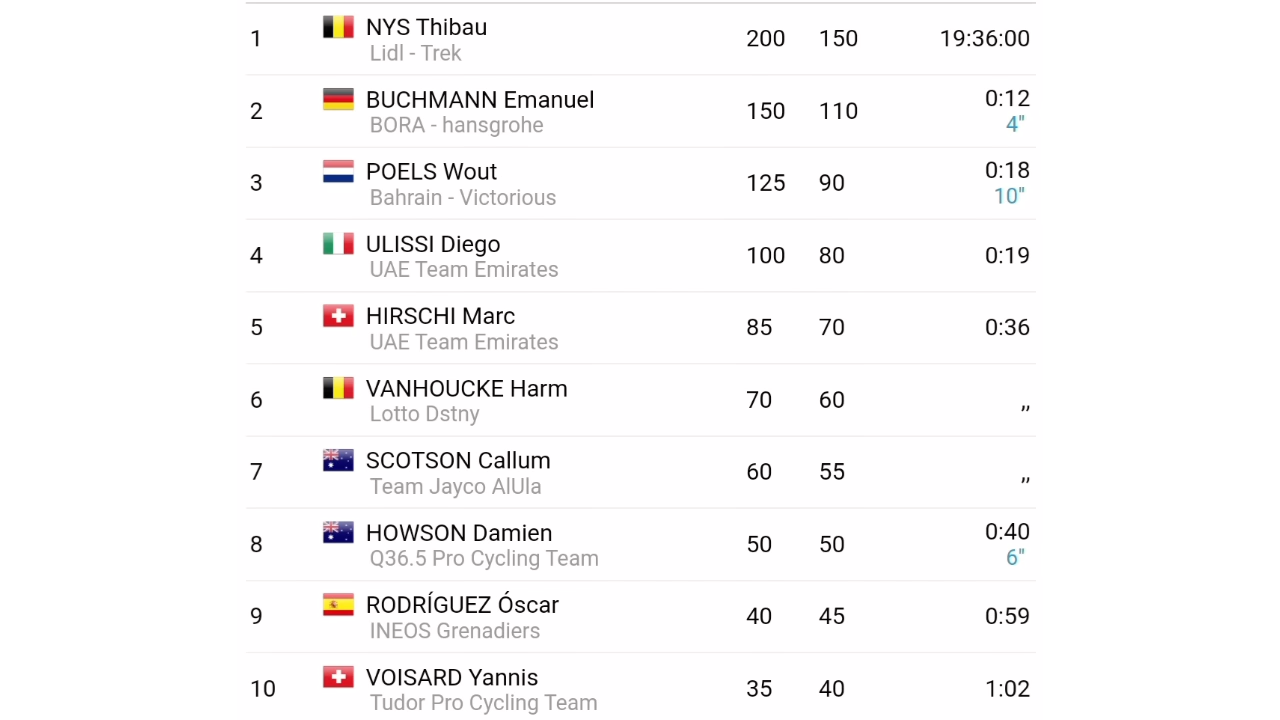 1 NYS Thibau 200 150 19:36:00
Lidl - Trek
2 BUCHMANN Emanuel 150 110 0:12
BORA - hansgrohe 4"
3 POELS Wout 125 90 0:18
Bahrain - Victorious 10"
4 ULISSI Diego 100 80 0:19
UAE Team Emirates
5 HIRSCHI Marc 85 70 0:36
UAE Team Emirates
6 VANHOUCKE Harm 70 60 ,,
Lotto Dstny
7 SCOTSON Callum 60 55 ,,
Team Jayco AlUla
8 HOWSON Damien 50 50 0:40
Q36.5 Pro Cycling Team 6"
9 RODRÍGUEZ Óscar 40 45 0:59
INEOS Grenadiers
10 VOISARD Yannis 35 40 1:02
Tudor Pro Cycling Team